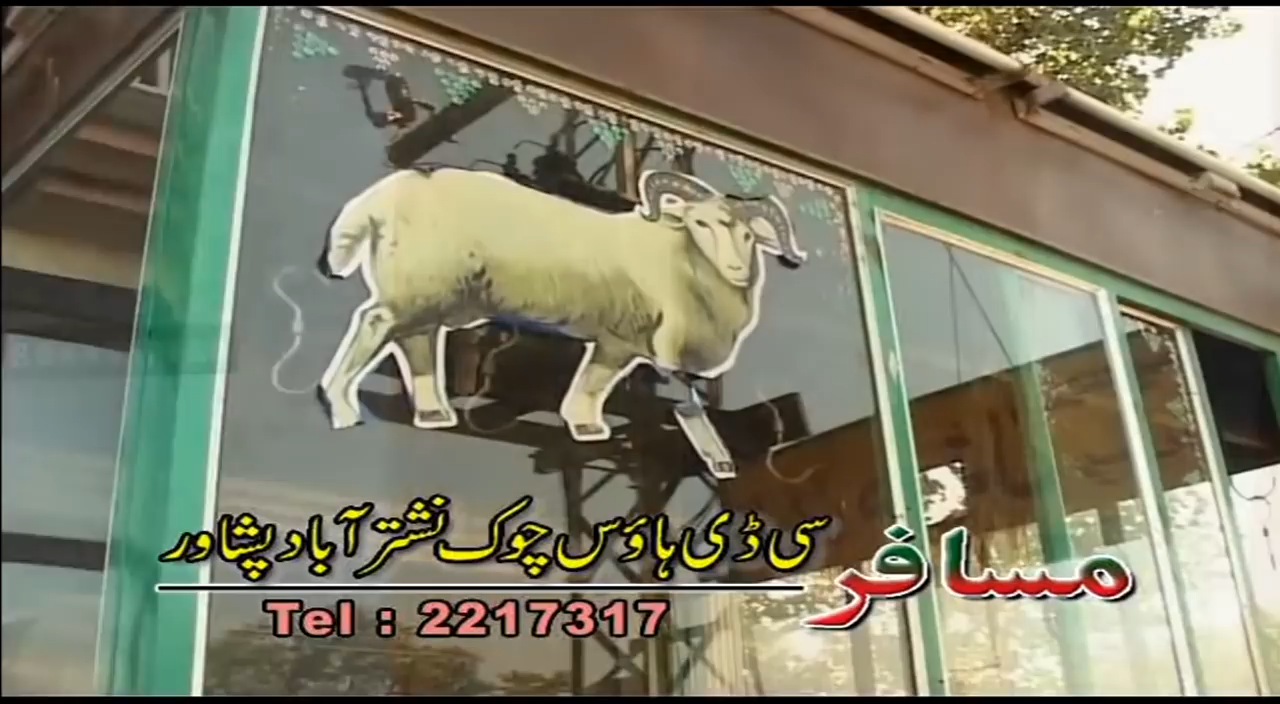 مسافر سی ڈی ہاؤس چوک نشتر آباد پشاور
Tel : 2217317